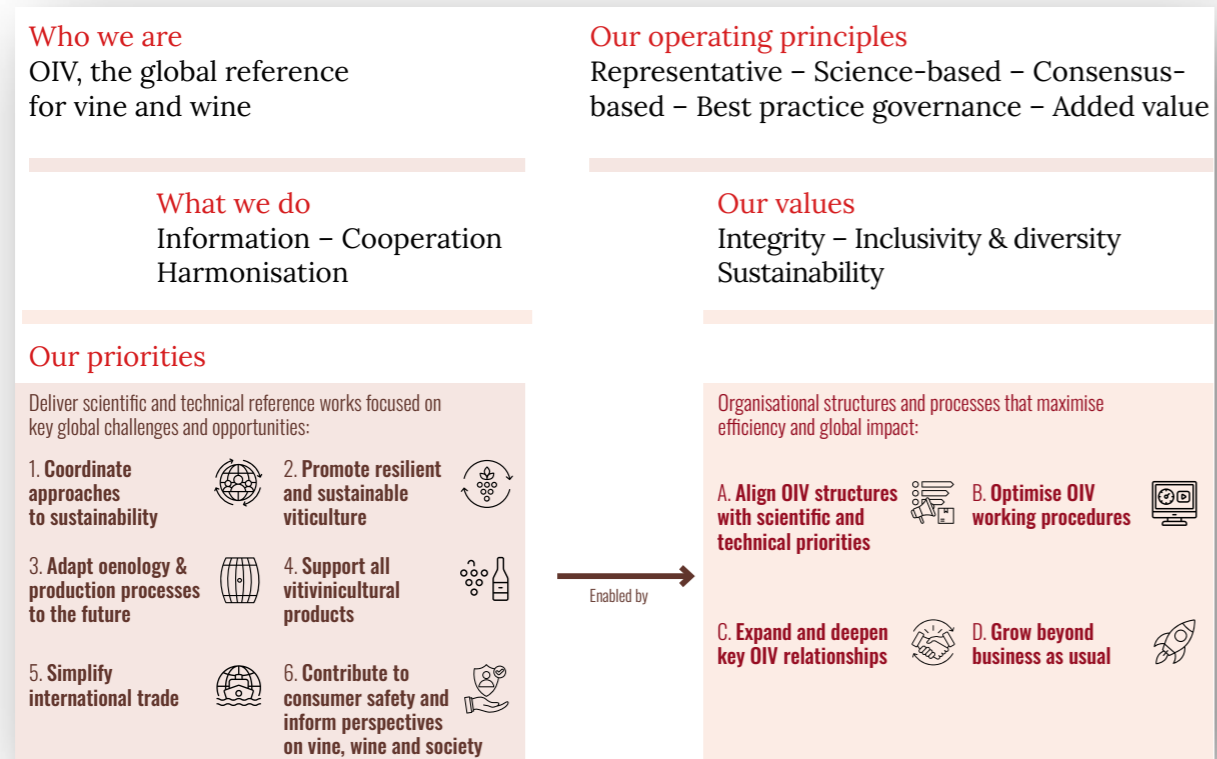 Who we are
OIV, the global reference
for vine and wine
Our operating principles
Representative – Science-based – Consensus-
based – Best practice governance – Added value
What we do
Information – Cooperation
Harmonisation
Our values
Integrity – Inclusivity & diversity
Sustainability
Our priorities
Deliver scientific and technical reference works focused on
key global challenges and opportunities:
1. Coordinate
approaches
to sustainability
2. Promote resilient
and sustainable
viticulture
3. Adapt oenology &
production processes
to the future
4. Support all
vitivinicultural
products
5. Simplify
international trade
6. Contribute to
consumer safety and
inform perspectives
on vine, wine and society
Enabled by
Organisational structures and processes that maximise
efficiency and global impact:
A. Align OIV structures
with scientific and
technical priorities
B. Optimise OIV
working procedures
C. Expand and deepen
key OIV relationships
D. Grow beyond
business as usual